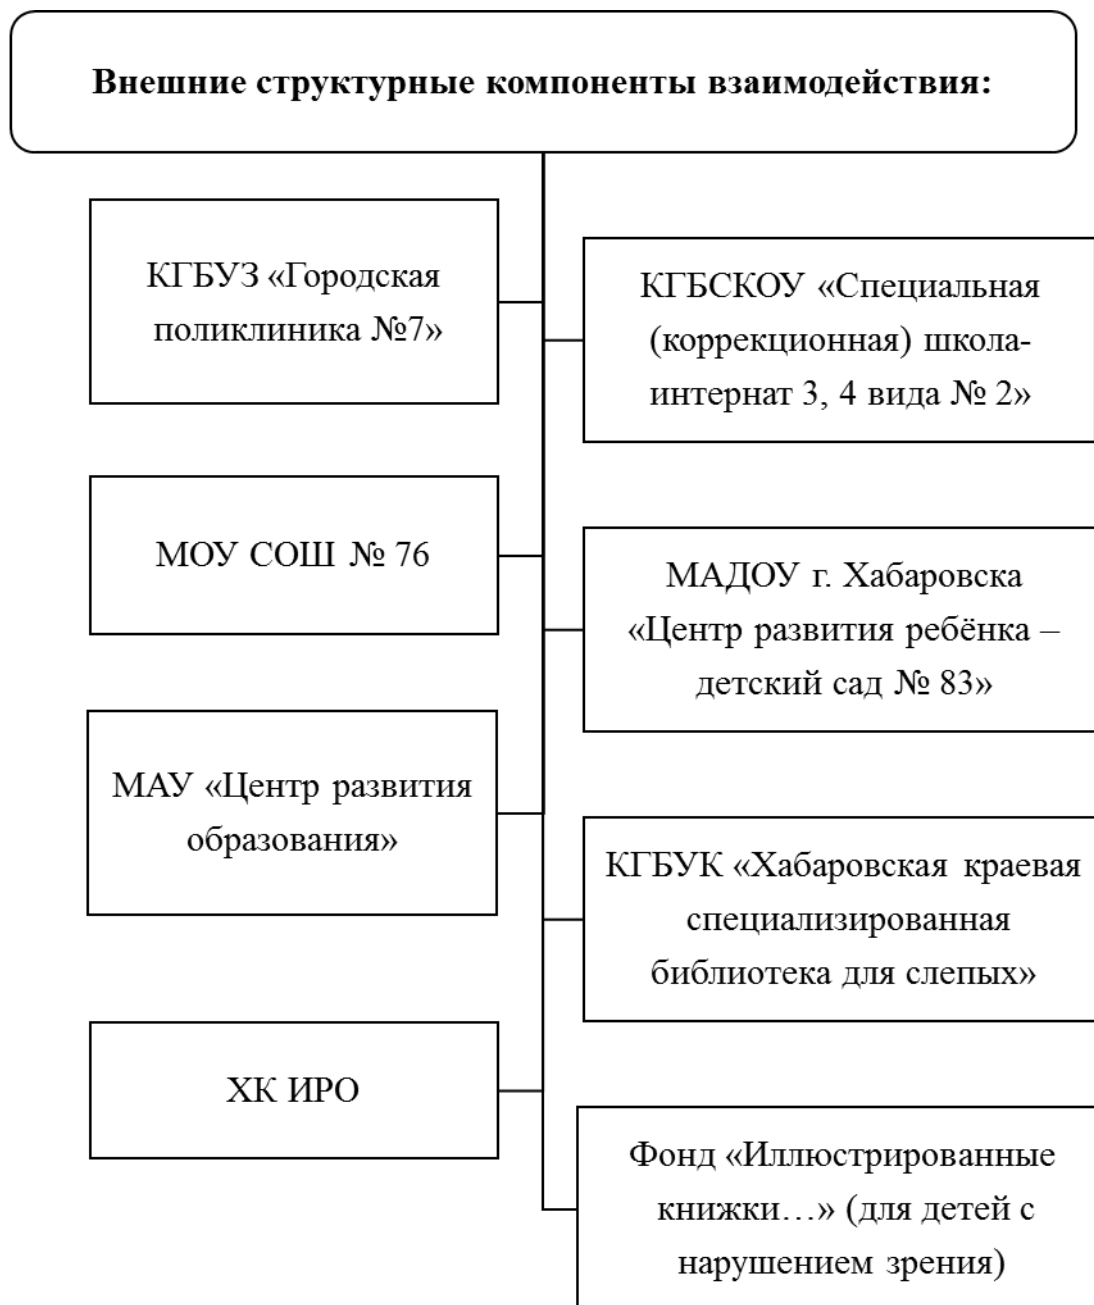 Внешние структурные компоненты взаимодействия:
КГБУЗ «Городская
поликлиника №7»
КГБСКОУ «Специальная
(коррекционная) школа-
интернат 3, 4 вида № 2»
МОУ СОШ № 76
МАДОУ г. Хабаровска
«Центр развития ребёнка –
детский сад № 83»
МАУ «Центр развития
образования»
КГБУК «Хабаровская краевая
специализированная
библиотека для слепых»
ХК ИРО
Фонд «Иллюстрированные
книжки…» (для детей с
нарушением зрения)